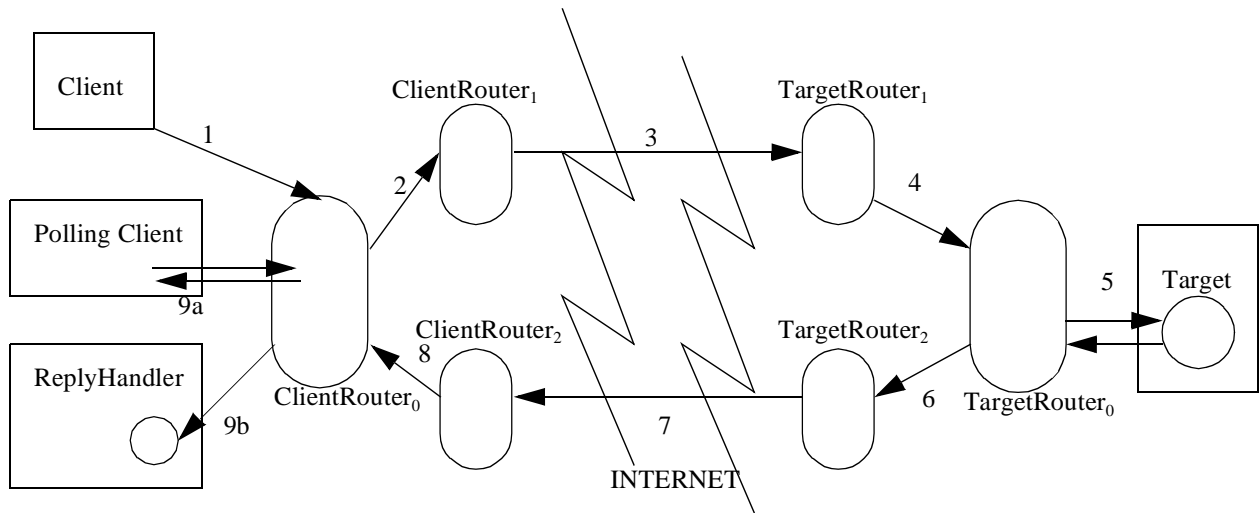 Client
ClientRouter₁
TargetRouter₁
1
3
2
4
Polling Client
9a
5
Target
ClientRouter₂
TargetRouter₂
8
ReplyHandler
ClientRouter₀
TargetRouter₀
6
9b
7
INTERNET